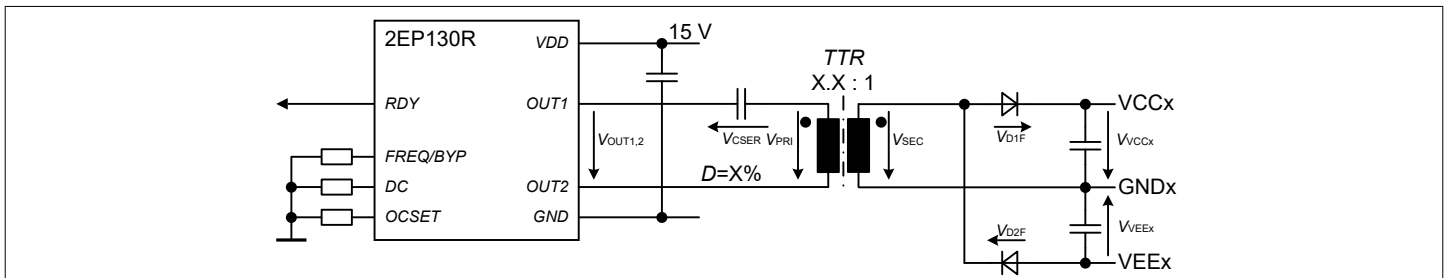 2EP130R
VDD
15 V
TTR
X.X : 1
RDY
OUT1
VCCx
VOUT1,2
VCSER
VPRI
VSEC
VD1F
VVCCx
FREQ/BYP
DC
OUT2
D=X%
GNDx
OCSET
GND
VD2F
VVEEx
VEEx